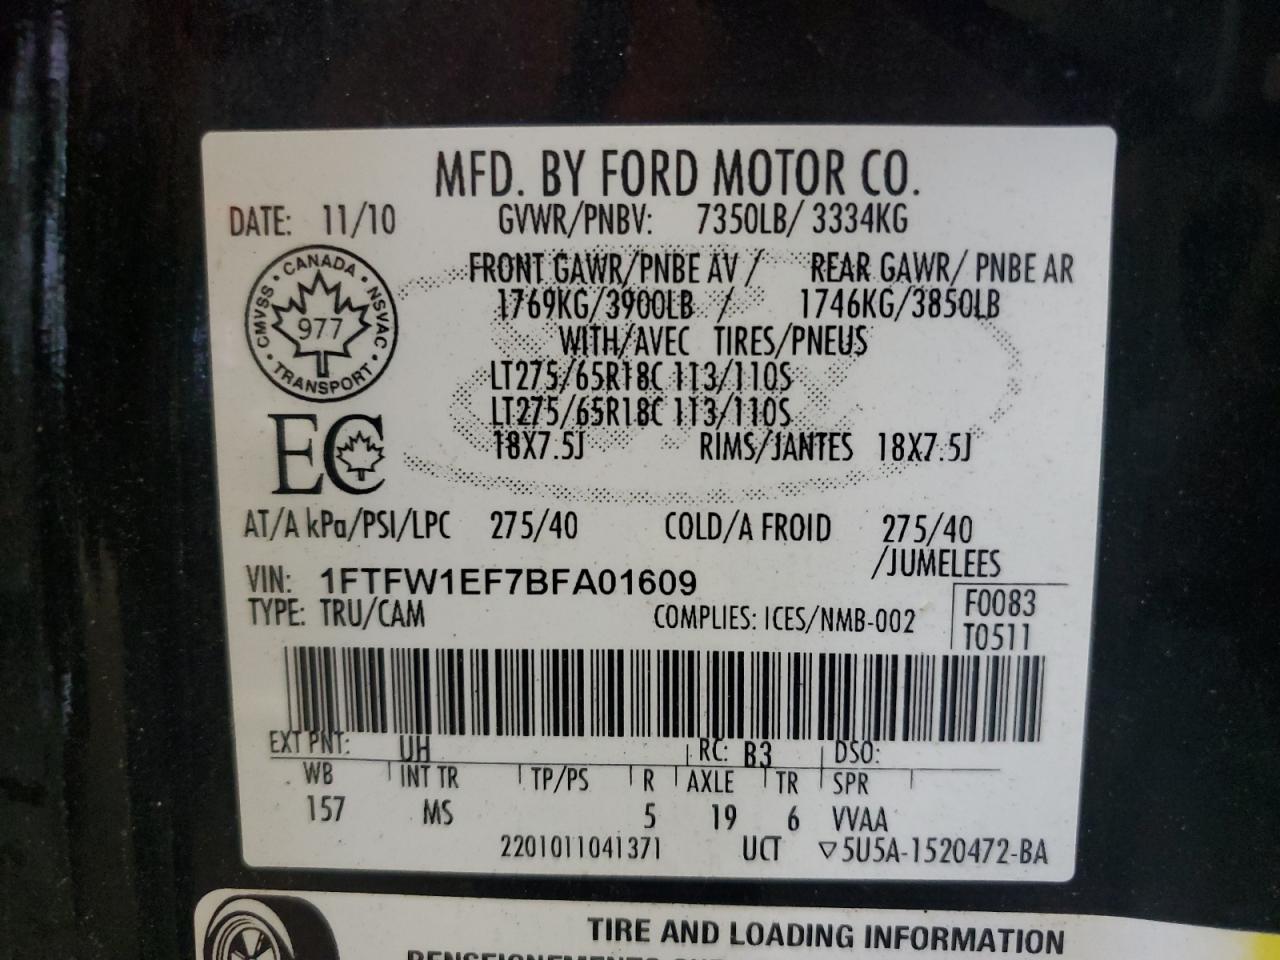 MFD. BY FORD MOTOR CO.
DATE: 11/10 GVWR/PNBV: 7350LB/ 3334KG
CANADA
CMVSS NSVAC
977
TRANSPORT
FRONT GAWR/PNBE AV / REAR GAWR/ PNBE AR
1769KG/3900LB / 1746KG/3850LB
WITH/AVEC TIRES/PNEUS
LT275/65R18C 113/110S
LT275/65R18C 113/110S
18X7.5J RIMS/JANTES 18X7.5J
EC
AT/A kPa/PSI/LPC 275/40 COLD/A FROID 275/40
/JUMELEES
VIN: 1FTFW1EF7BFA01609
TYPE: TRU/CAM COMPLIES: ICES/NMB-002
F0083
T0511
EXT PNT: UH RC: B3 DSO:
WB INT TR TP/PS R AXLE TR SPR
157 MS 5 19 6 VVAA
2201011041371 UCT ▽5U5A-1520472-BA
TIRE AND LOADING INFORMATION